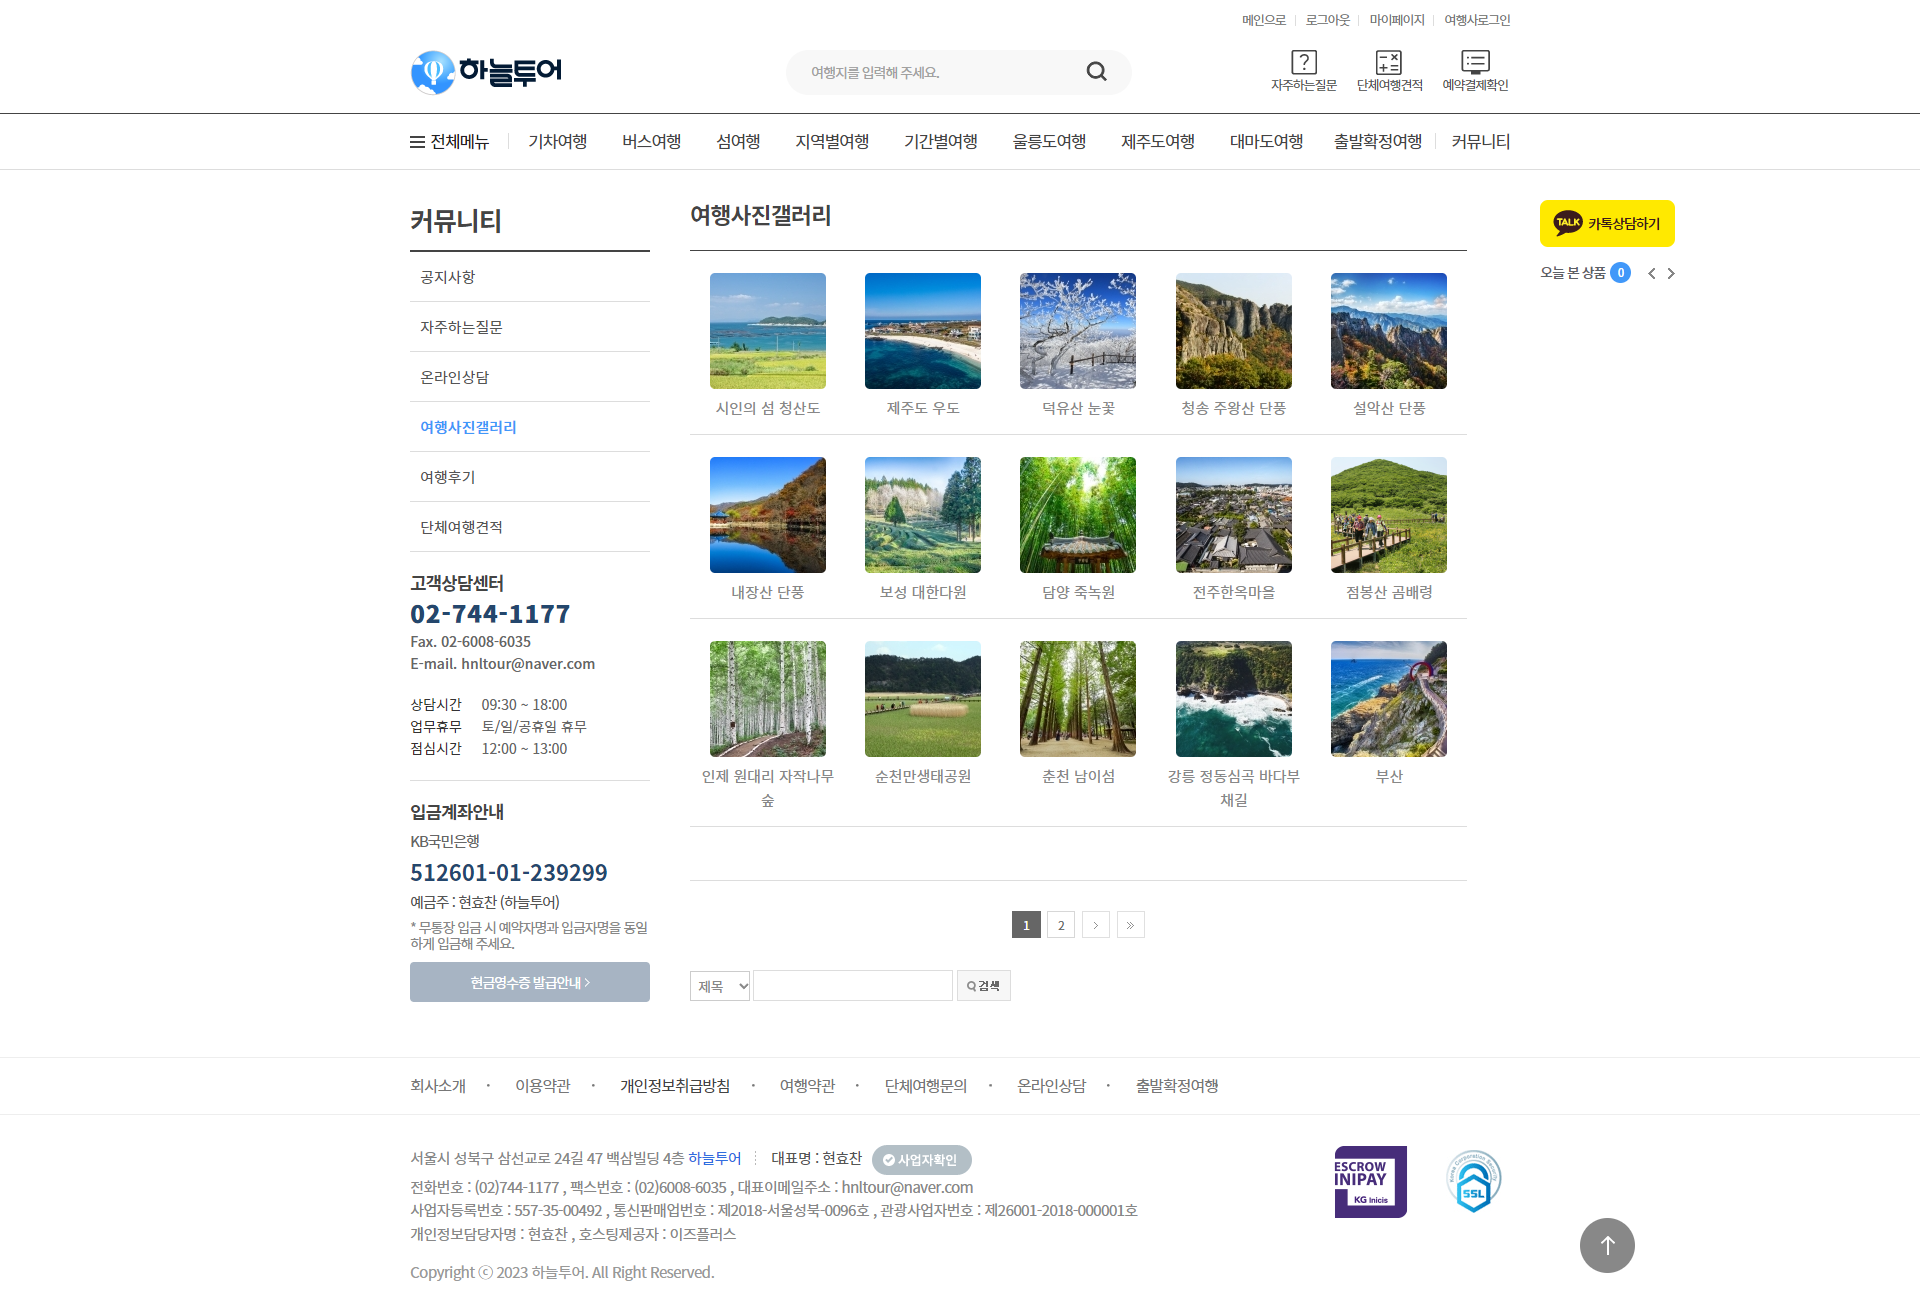 메인으로
로그아웃
마이페이지
여행사로그인
하늘투어
여행지를 입력해 주세요.
자주하는질문
단체여행견적
예약결제확인
전체메뉴
기차여행
버스여행
섬여행
지역별여행
기간별여행
울릉도여행
제주도여행
대마도여행
출발확정여행
커뮤니티
커뮤니티
공지사항
자주하는질문
온라인상담
여행사진갤러리
여행후기
단체여행견적
고객상담센터
02-744-1177
Fax. 02-6008-6035
E-mail. hnltour@naver.com
상담시간 09:30 ~ 18:00
업무휴무 토/일/공휴일 휴무
점심시간 12:00 ~ 13:00
입금계좌안내
KB국민은행
512601-01-239299
예금주 : 현효찬 (하늘투어)
* 무통장 입금 시 예약자명과 입금자명을 동일
하게 입금해 주세요.
현금영수증 발급안내 >
여행사진갤러리
시인의 섬 청산도
제주도 우도
덕유산 눈꽃
청송 주왕산 단풍
설악산 단풍
내장산 단풍
보성 대한다원
담양 죽녹원
전주한옥마을
점봉산 곰배령
인제 원대리 자작나무
숲
순천만생태공원
춘천 남이섬
강릉 정동심곡 바다부
채길
부산
1 2
제목
검색
TALK 카톡상담하기
오늘 본 상품 0
회사소개 · 이용약관 · 개인정보취급방침 · 여행약관 · 단체여행문의 · 온라인상담 · 출발확정여행
서울시 성북구 삼선교로 24길 47 백삼빌딩 4층 하늘투어 대표명 : 현효찬 사업자확인
전화번호 : (02)744-1177 , 팩스번호 : (02)6008-6035 , 대표이메일주소 : hnltour@naver.com
사업자등록번호 : 557-35-00492 , 통신판매업번호 : 제2018-서울성북-0096호 , 관광사업자번호 : 제26001-2018-000001호
개인정보담당자명 : 현효찬 , 호스팅제공자 : 이즈플러스
Copyright ⓒ 2023 하늘투어. All Right Reserved.
ESCROW
INIPAY
KG Inicis
Korea Corporation Security
SSL